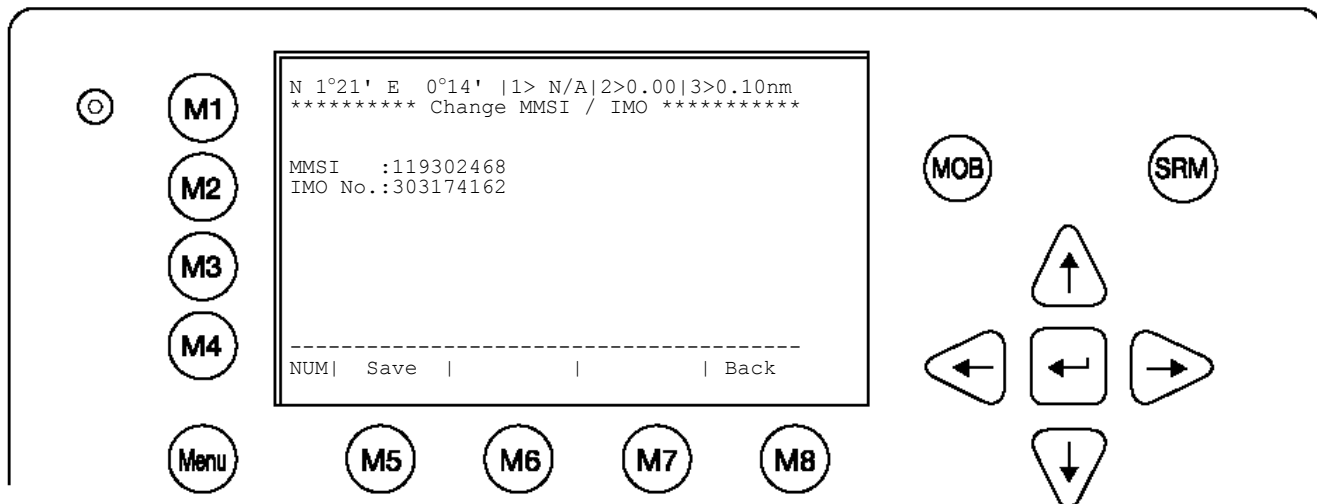 N 1°21' E 0°14' |1> N/A|2>0.00|3>0.10nm
********** Change MMSI / IMO ***********
MMSI :119302468
IMO No.:303174162
----------------------------------------
NUM| Save | | | Back
M1
M2
M3
M4
Menu
M5 M6 M7 M8
MOB SRM